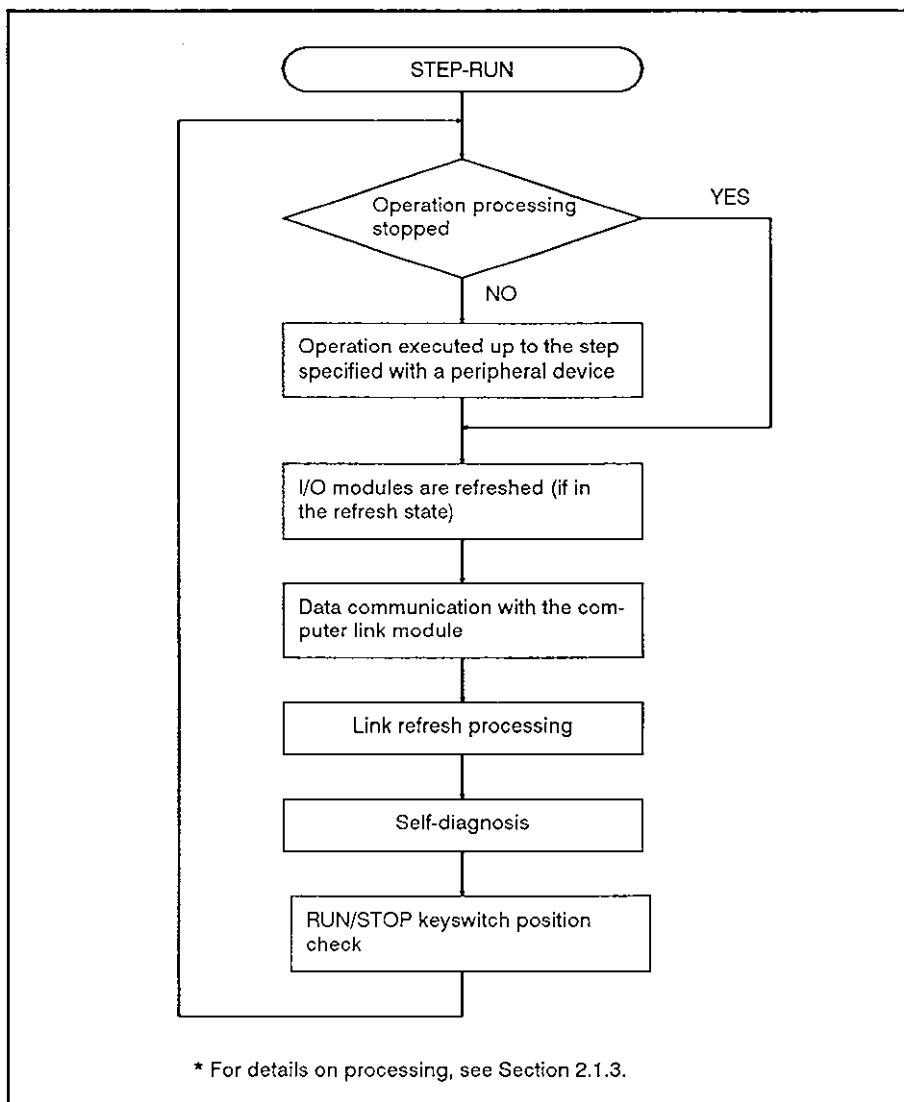 STEP-RUN
Operation processing
stopped
YES
NO
Operation executed up to the step
specified with a peripheral device
I/O modules are refreshed (if in
the refresh state)
Data communication with the com-
puter link module
Link refresh processing
Self-diagnosis
RUN/STOP keyswitch position
check
* For details on processing, see Section 2.1.3.